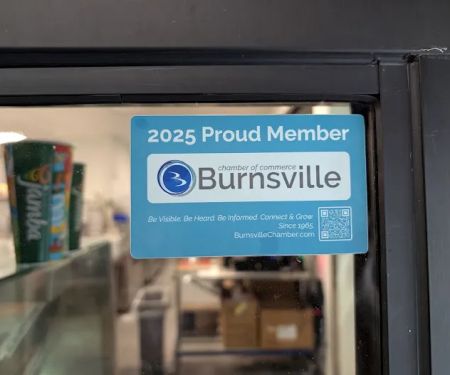 2025 Proud Member
chamber of commerce
Burnsville
Be Visible. Be Heard. Be Informed. Connect & Grow
Since 1965.
BurnsvilleChamber.com
Jamba